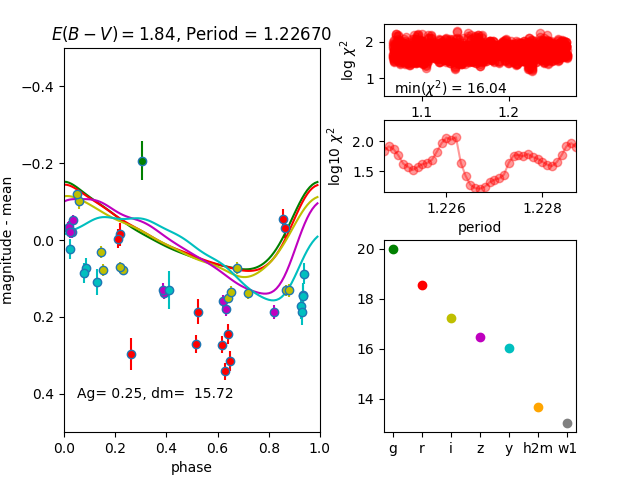 E(B − V) = 1.84, Period = 1.22670
magnitude - mean
−0.4
−0.2
0.0
0.2
0.4
Ag= 0.25, dm=  15.72
0.0 0.2 0.4 0.6 0.8 1.0
phase
log χ²
2
1
min(χ²) = 16.04
1.1 1.2
log10 χ²
2.0
1.5
1.226 1.228
period
20
18
16
14
g r i z y h2m w1